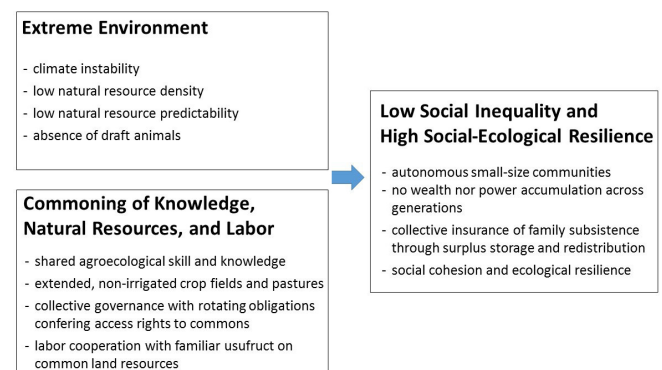 Extreme Environment
- climate instability
- low natural resource density
- low natural resource predictability
- absence of draft animals
Commoning of Knowledge,
Natural Resources, and Labor
- shared agroecological skill and knowledge
- extended, non-irrigated crop fields and pastures
- collective governance with rotating obligations
confering access rights to commons
- labor cooperation with familiar usufruct on
common land resources
Low Social Inequality and
High Social-Ecological Resilience
- autonomous small-size communities
- no wealth nor power accumulation across
generations
- collective insurance of family subsistence
through surplus storage and redistribution
- social cohesion and ecological resilience